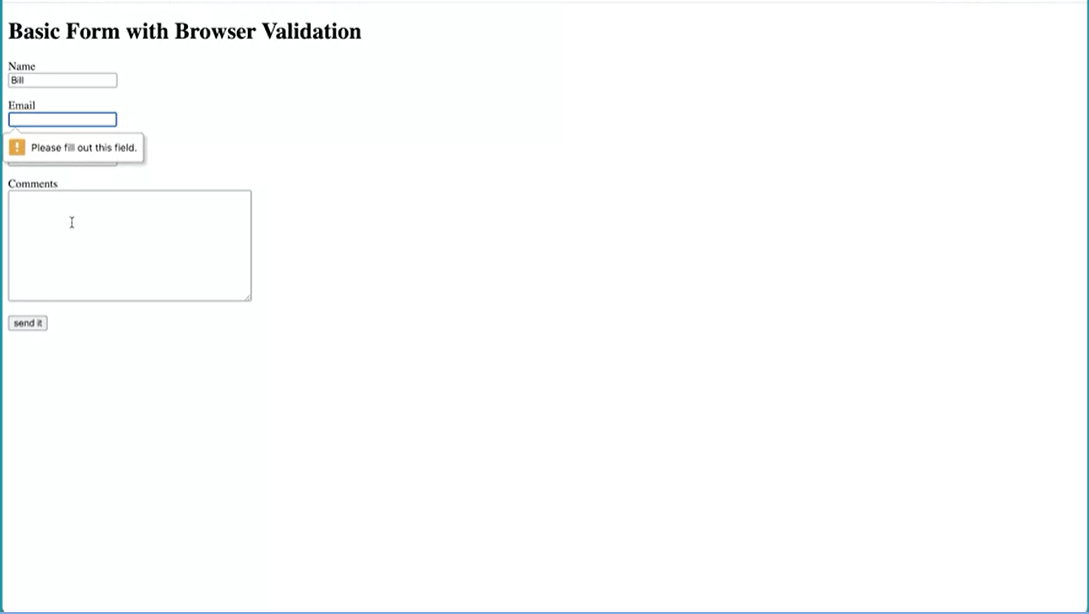 Basic Form with Browser Validation
Name
Bill
Email
Please fill out this field.
Comments
send it